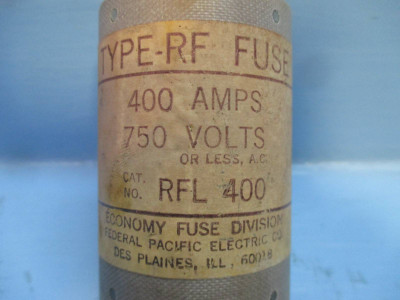 TYPE-RF FUSE
400 AMPS
750 VOLTS
OR LESS, A.C.
CAT. NO. RFL 400
ECONOMY FUSE DIVISION
FEDERAL PACIFIC ELECTRIC CO.
DES PLAINES, ILL., 60018